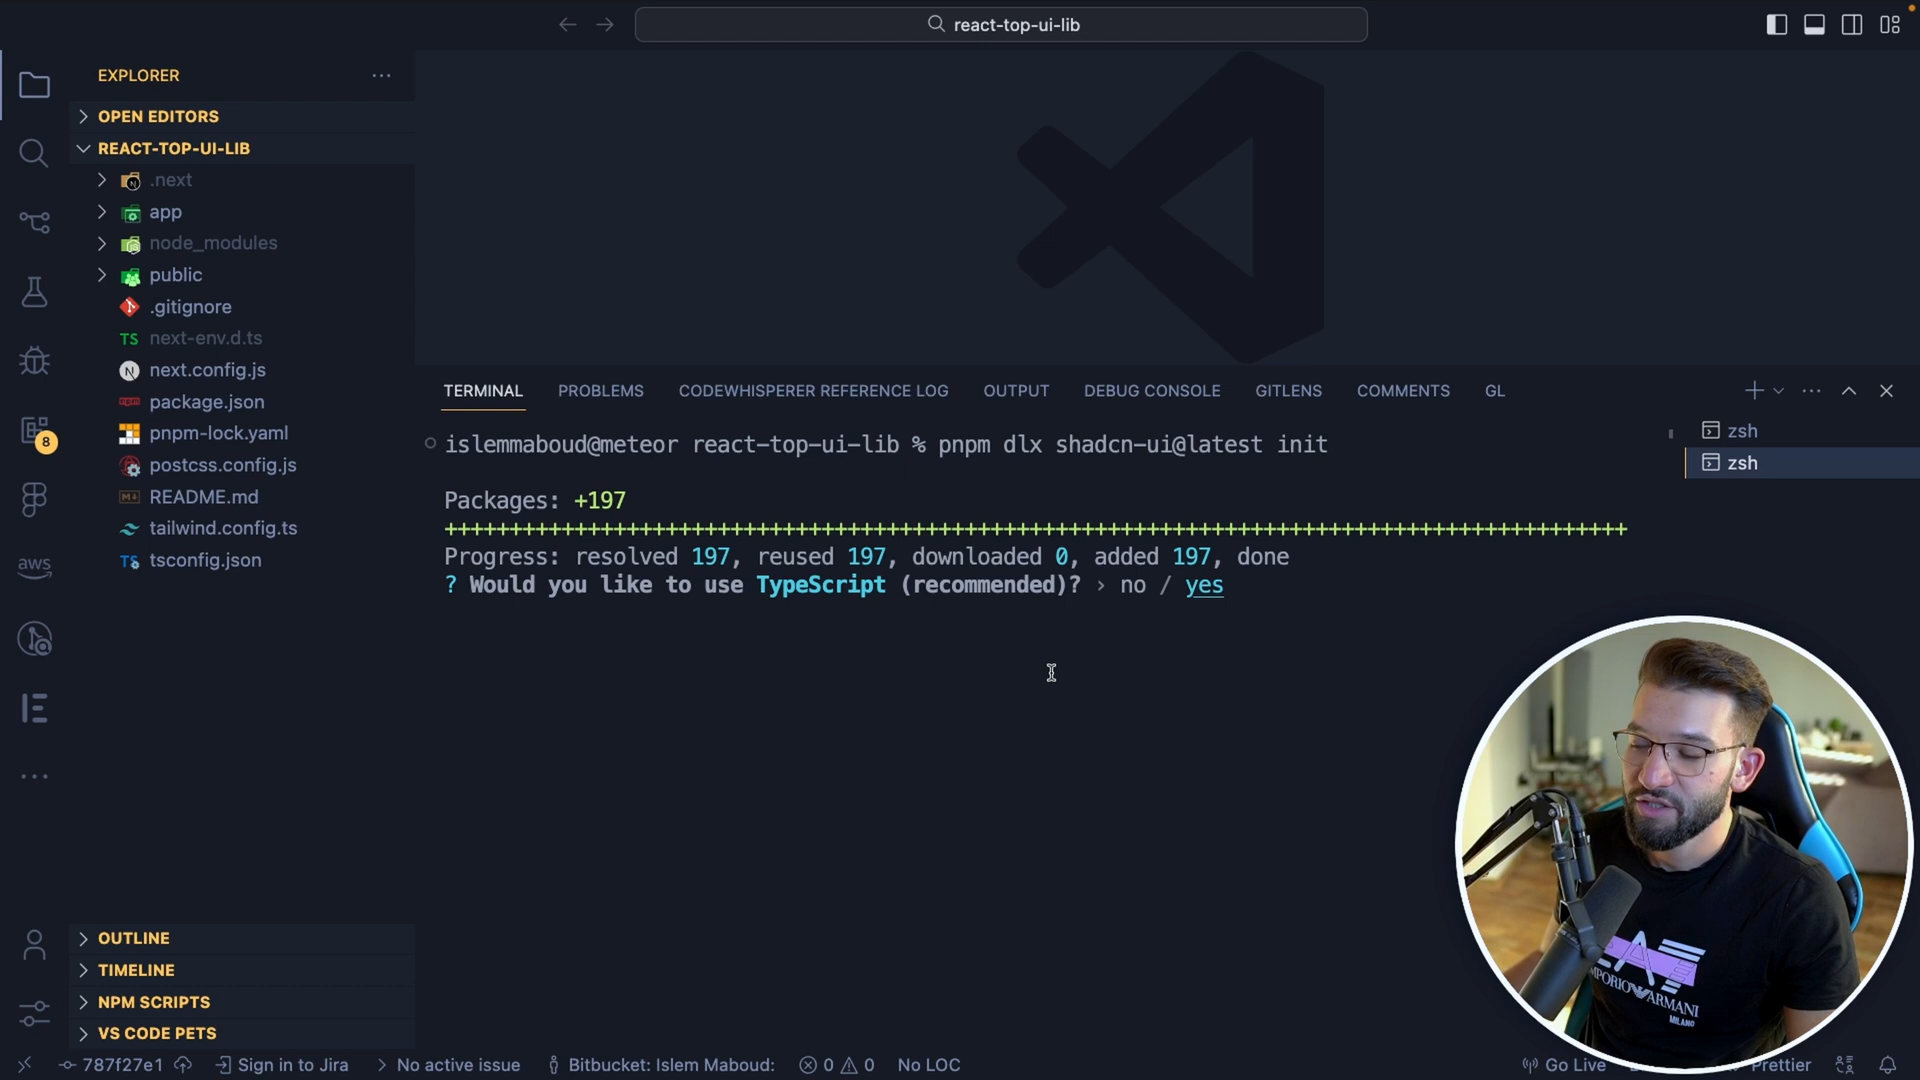 react-top-ui-lib
EXPLORER
OPEN EDITORS
REACT-TOP-UI-LIB
.next
app
node_modules
public
.gitignore
TS next-env.d.ts
next.config.js
package.json
pnpm-lock.yaml
postcss.config.js
README.md
tailwind.config.ts
tsconfig.json
OUTLINE
TIMELINE
NPM SCRIPTS
VS CODE PETS
8
aws
TERMINAL PROBLEMS CODEWHISPERER REFERENCE LOG OUTPUT DEBUG CONSOLE GITLENS COMMENTS GL
islemmaboud@meteor react-top-ui-lib % pnpm dlx shadcn-ui@latest init
Packages: +197
+++++++++++++++++++++++++++++++++++++++++++++++++++++++++++++++++++++++++++++++++++++++++++
Progress: resolved 197, reused 197, downloaded 0, added 197, done
? Would you like to use TypeScript (recommended)? › no / yes
zsh
zsh
EMPORIO ARMANI
MILANO
787f27e1 Sign in to Jira No active issue Bitbucket: Islem Maboud: 0 0 No LOC Go Live Prettier